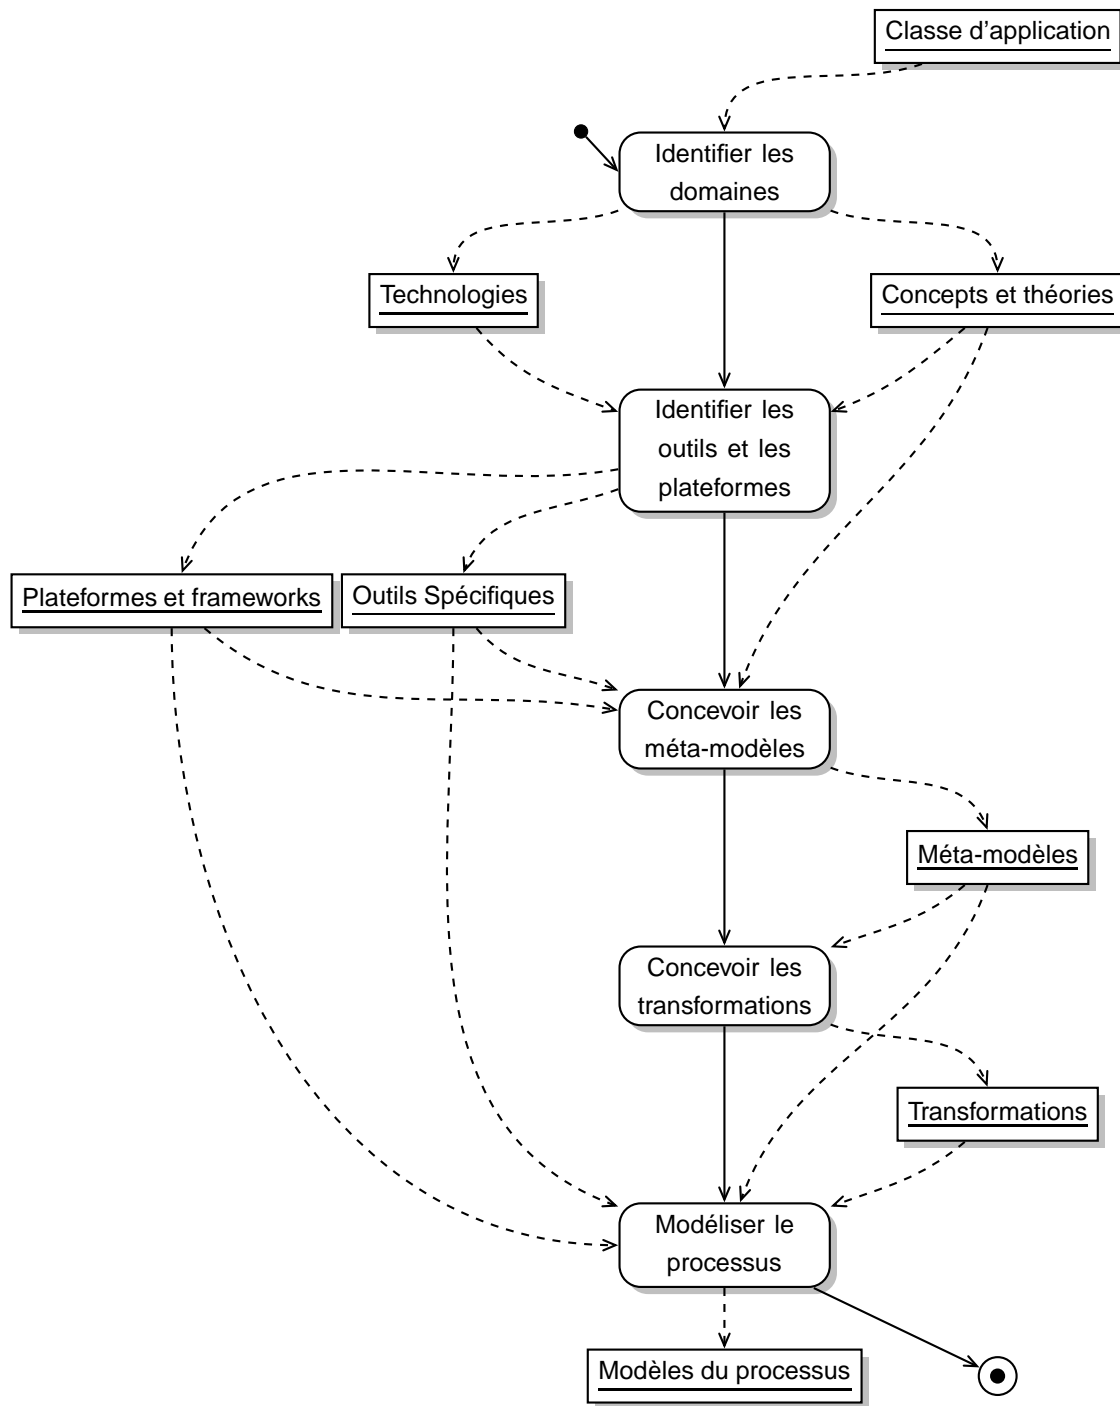 Classe d'application
Identifier les
domaines
Technologies
Concepts et théories
Identifier les
outils et les
plateformes
Plateformes et frameworks
Outils Spécifiques
Concevoir les
méta-modèles
Méta-modèles
Concevoir les
transformations
Transformations
Modéliser le
processus
Modèles du processus